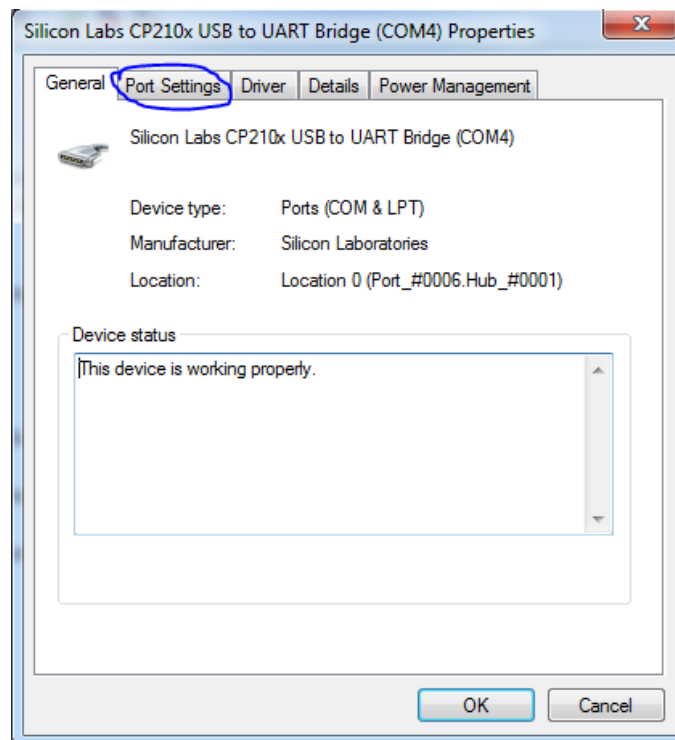 Silicon Labs CP210x USB to UART Bridge (COM4) Properties
General Port Settings Driver Details Power Management
Silicon Labs CP210x USB to UART Bridge (COM4)
Device type: Ports (COM & LPT)
Manufacturer: Silicon Laboratories
Location: Location 0 (Port_#0006.Hub_#0001)
Device status
This device is working properly.
OK Cancel